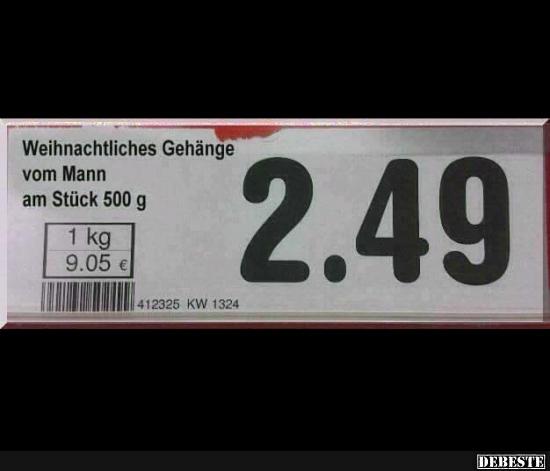 Weihnachtliches Gehänge
vom Mann
am Stück 500 g
2.49
1 kg
9.05 €
412325 KW 1324
DEBESTE